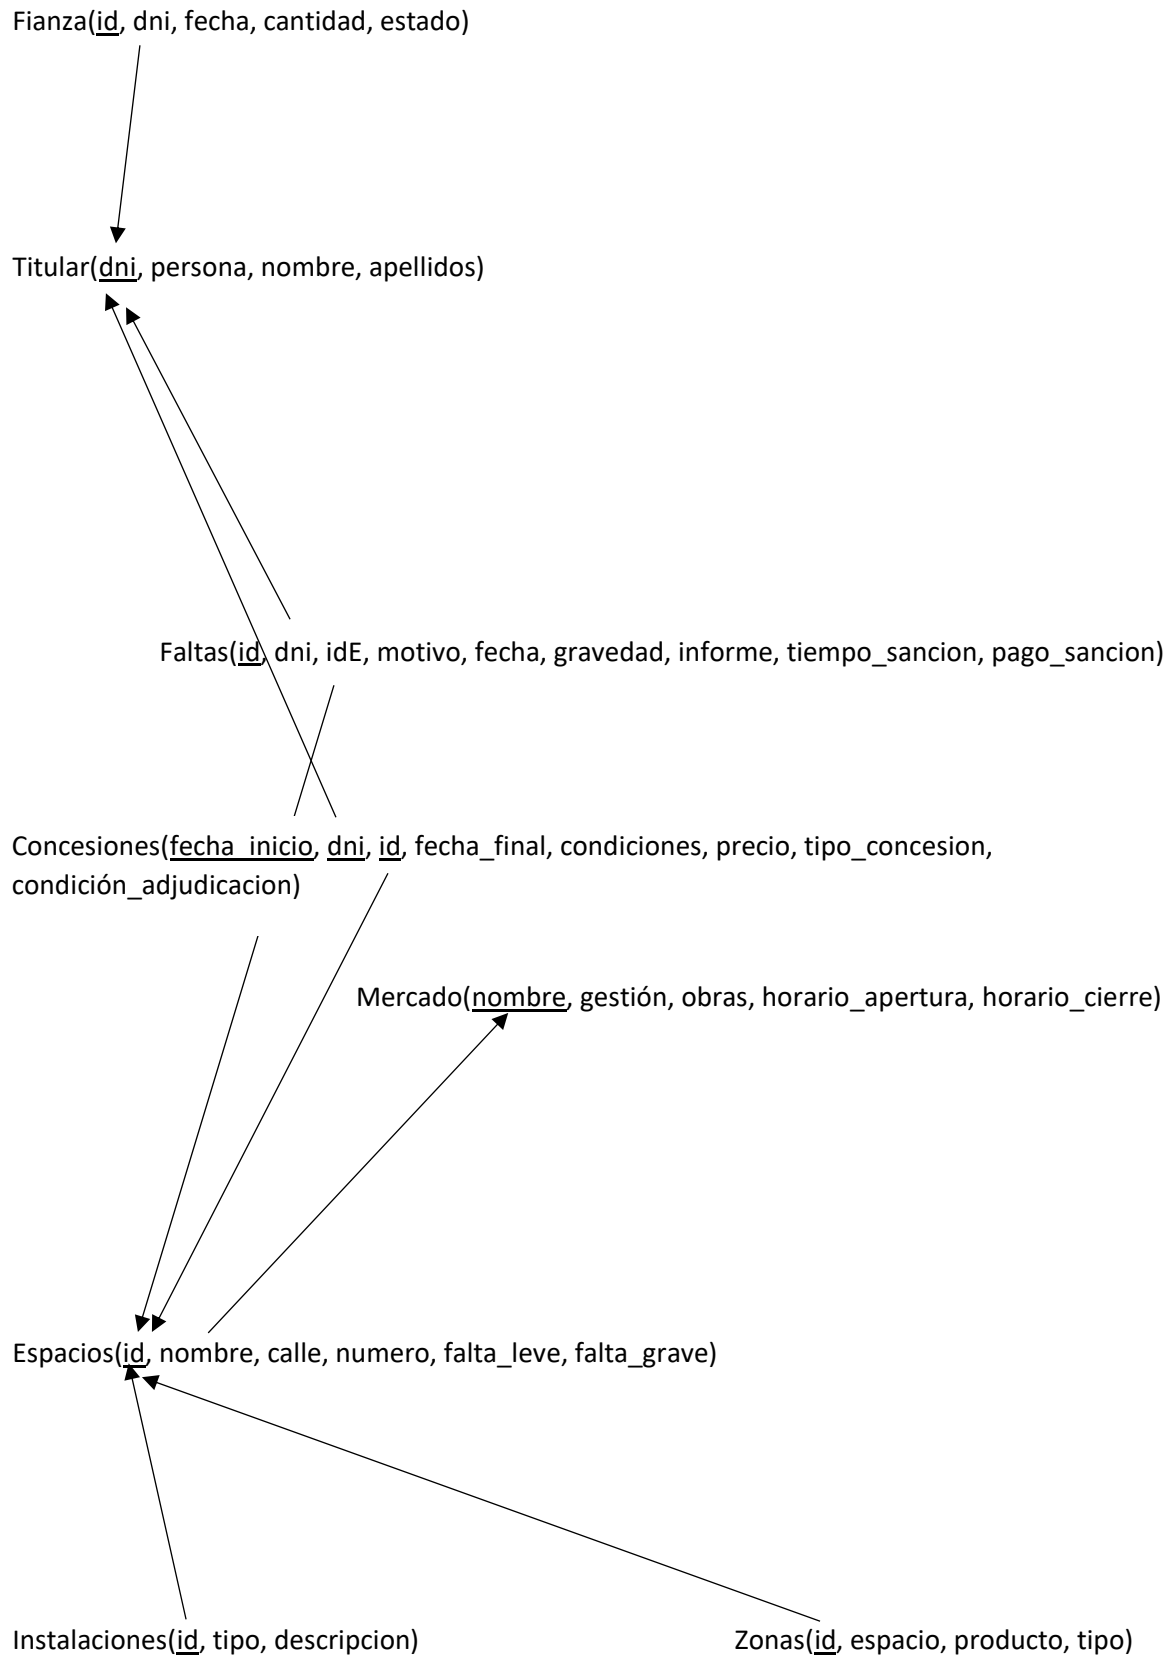 Fianza(id, dni, fecha, cantidad, estado)
Titular(dni, persona, nombre, apellidos)
Faltas(id, dni, idE, motivo, fecha, gravedad, informe, tiempo_sancion, pago_sancion)
Concesiones(fecha_inicio, dni, id, fecha_final, condiciones, precio, tipo_concesion,
condición_adjudicacion)
Mercado(nombre, gestión, obras, horario_apertura, horario_cierre)
Espacios(id, nombre, calle, numero, falta_leve, falta_grave)
Instalaciones(id, tipo, descripcion)
Zonas(id, espacio, producto, tipo)